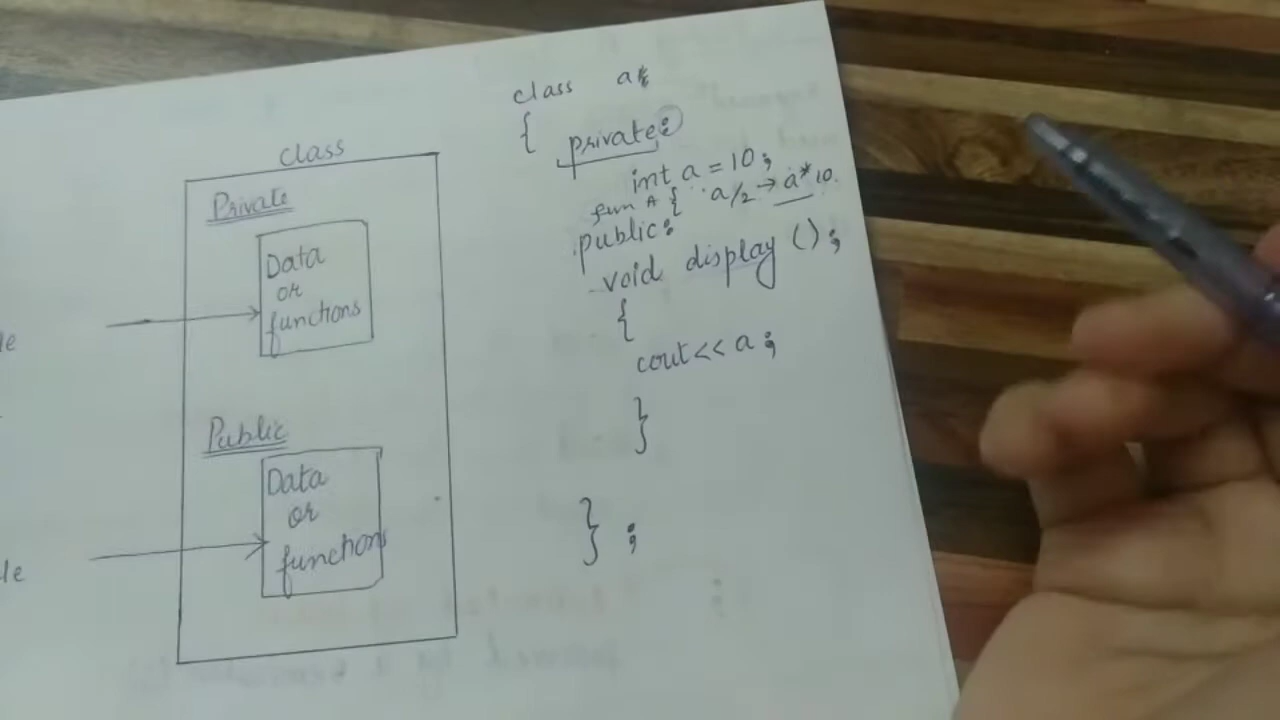 class
Private
Data
or
functions
Public
Data
or
functions
le
le
class a
{ private:
int a = 10;
fun A { a/2 → a*10.
public:
void display ();
{
cout<< a;
}
};